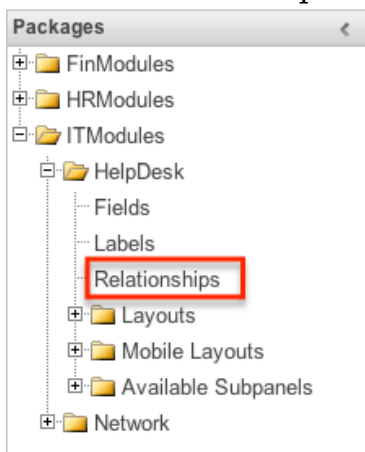 Packages
FinModules
HRModules
ITModules
HelpDesk
Fields
Labels
Relationships
Layouts
Mobile Layouts
Available Subpanels
Network